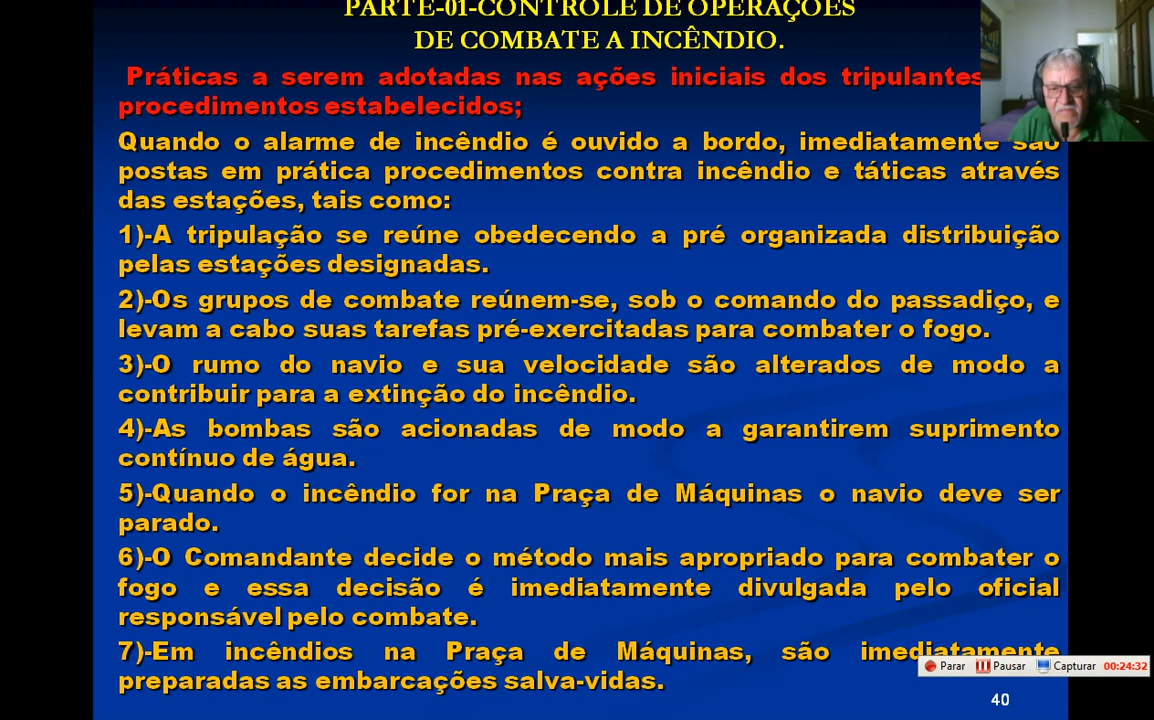 PARTE-01-CONTROLE DE OPERAÇÕES
DE COMBATE A INCÊNDIO.
Práticas a serem adotadas nas ações iniciais dos tripulantes
procedimentos estabelecidos;
Quando o alarme de incêndio é ouvido a bordo, imediatamente são
postas em prática procedimentos contra incêndio e táticas através
das estações, tais como:
1)-A tripulação se reúne obedecendo a pré organizada distribuição
pelas estações designadas.
2)-Os grupos de combate reúnem-se, sob o comando do passadiço, e
levam a cabo suas tarefas pré-exercitadas para combater o fogo.
3)-O rumo do navio e sua velocidade são alterados de modo a
contribuir para a extinção do incêndio.
4)-As bombas são acionadas de modo a garantirem suprimento
contínuo de água.
5)-Quando o incêndio for na Praça de Máquinas o navio deve ser
parado.
6)-O Comandante decide o método mais apropriado para combater o
fogo e essa decisão é imediatamente divulgada pelo oficial
responsável pelo combate.
7)-Em incêndios na Praça de Máquinas, são imediatamente
preparadas as embarcações salva-vidas.
Parar Pausar Capturar 00:24:32
40